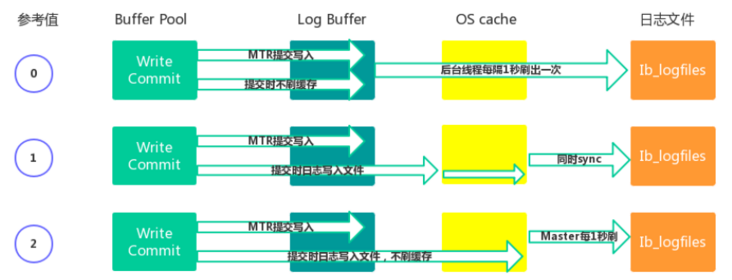 参考值 Buffer Pool Log Buffer OS cache 日志文件
0
Write
Commit
MTR提交写入
提交时不刷缓存
后台线程每隔1秒刷出一次
Ib_logfiles
1
Write
Commit
MTR提交写入
提交时日志写入文件
同时sync
Ib_logfiles
2
Write
Commit
MTR提交写入
提交时日志写入文件，不刷缓存
Master每1秒刷
Ib_logfiles